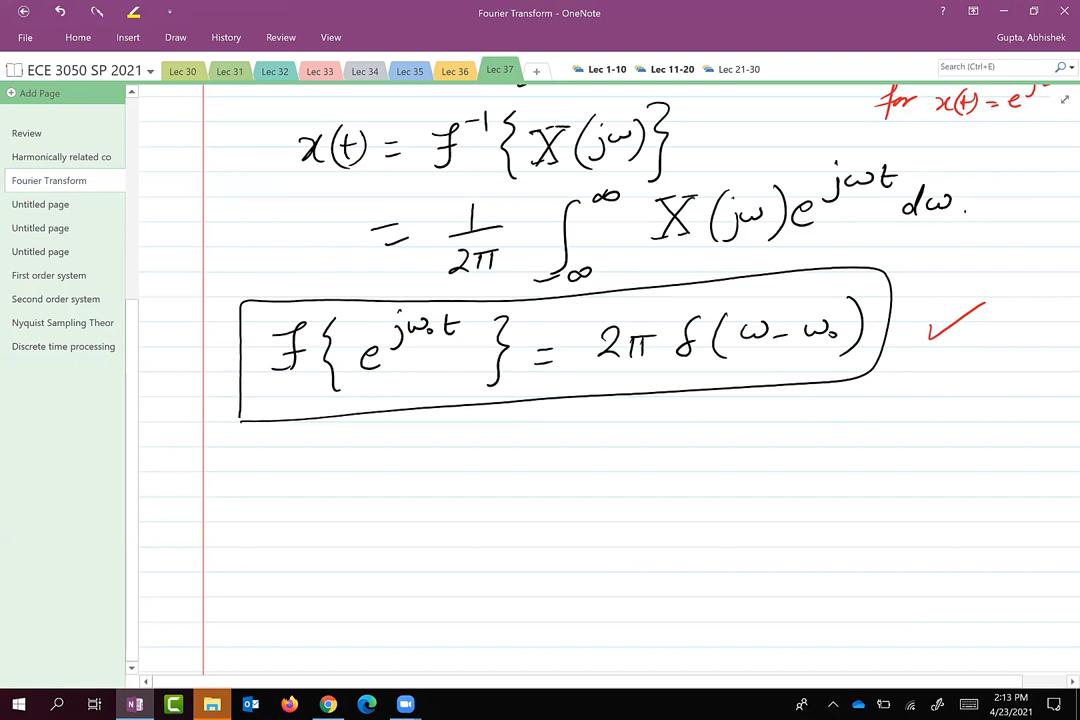 Fourier Transform - OneNote
File Home Insert Draw History Review View
Gupta, Abhishek
ECE 3050 SP 2021
Lec 30 Lec 31 Lec 32 Lec 33 Lec 34 Lec 35 Lec 36 Lec 37
Lec 1-10 Lec 11-20 Lec 21-30
Search (Ctrl+E)
Add Page
Review
Harmonically related co
Fourier Transform
Untitled page
Untitled page
Untitled page
First order system
Second order system
Nyquist Sampling Theor
Discrete time processing
for x(t) = e^j
x(t) = ℱ⁻¹ { X(jω) }
= 1/2π ∫_{-∞}^{∞} X(jω) e^{jωt} dω.
ℱ{ e^{jω₀t} } = 2π δ(ω - ω₀)
2:13 PM
4/23/2021